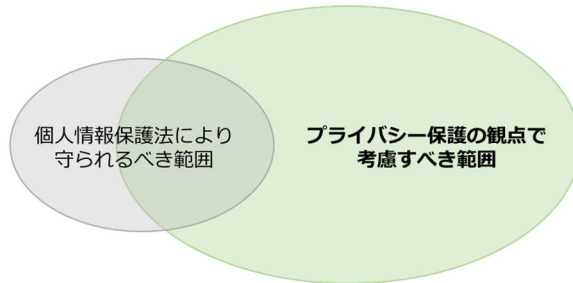 個人情報保護法により
守られるべき範囲
プライバシー保護の観点で
考慮すべき範囲